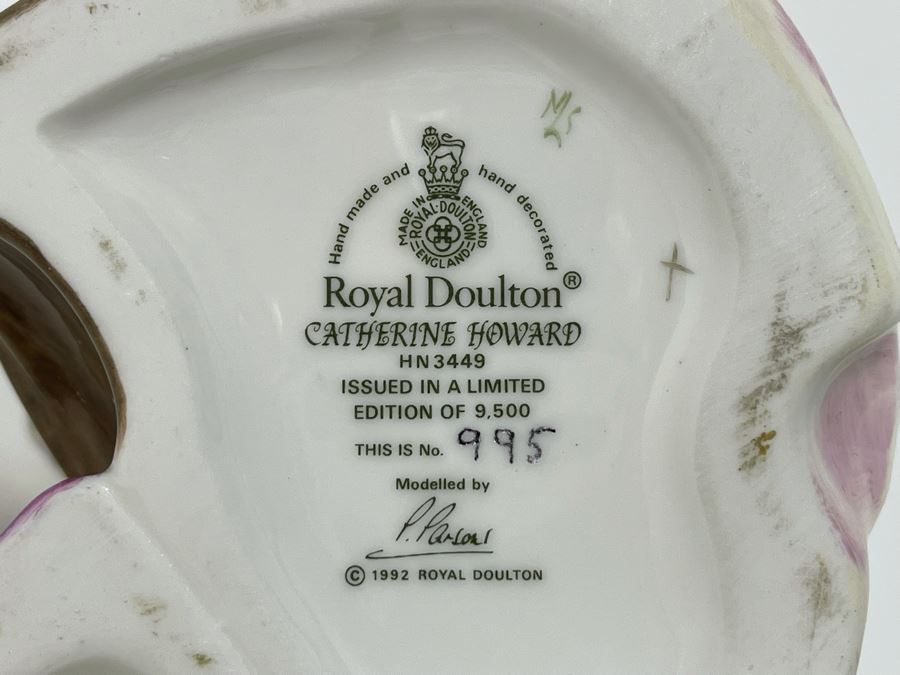 MS
Hand made and hand decorated
MADE IN ENGLAND
ROYAL·DOULTON
ENGLAND
Royal Doulton®
CATHERINE HOWARD
HN3449
ISSUED IN A LIMITED
EDITION OF 9,500
THIS IS No. 995
Modelled by
P. Parsons
© 1992 ROYAL DOULTON